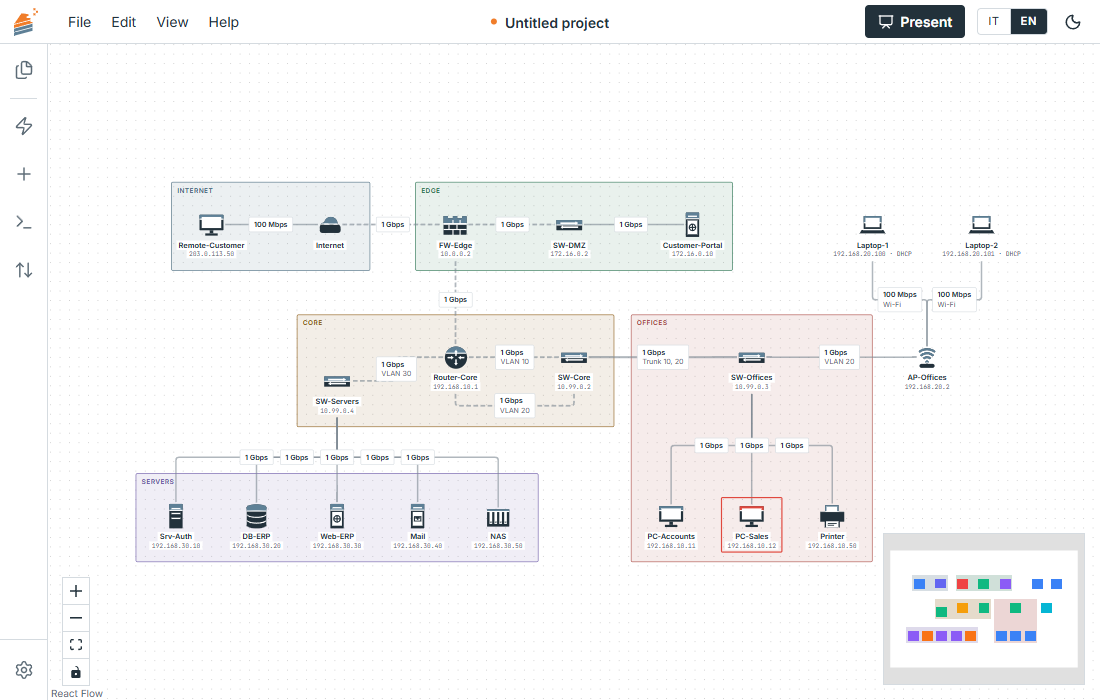 File Edit View Help
Untitled project
Present
IT EN
INTERNET
Remote-Customer
203.0.113.50
100 Mbps
Internet
1 Gbps
EDGE
FW-Edge
10.0.0.2
1 Gbps
SW-DMZ
172.16.0.2
1 Gbps
Customer-Portal
172.16.0.10
Laptop-1
192.168.20.100 · DHCP
Laptop-2
192.168.20.101 · DHCP
100 Mbps
Wi-Fi
100 Mbps
Wi-Fi
1 Gbps
CORE
1 Gbps
VLAN 30
Router-Core
192.168.10.1
1 Gbps
VLAN 10
SW-Core
10.99.0.2
SW-Servers
10.99.0.4
1 Gbps
VLAN 20
OFFICES
1 Gbps
Trunk 10, 20
SW-Offices
10.99.0.3
1 Gbps
VLAN 20
AP-Offices
192.168.20.2
1 Gbps
1 Gbps
1 Gbps
1 Gbps
1 Gbps
1 Gbps
1 Gbps
1 Gbps
SERVERS
Srv-Auth
192.168.30.10
DB-ERP
192.168.30.20
Web-ERP
192.168.30.30
Mail
192.168.30.40
NAS
192.168.30.50
PC-Accounts
192.168.10.11
PC-Sales
192.168.10.12
Printer
192.168.10.50
React Flow